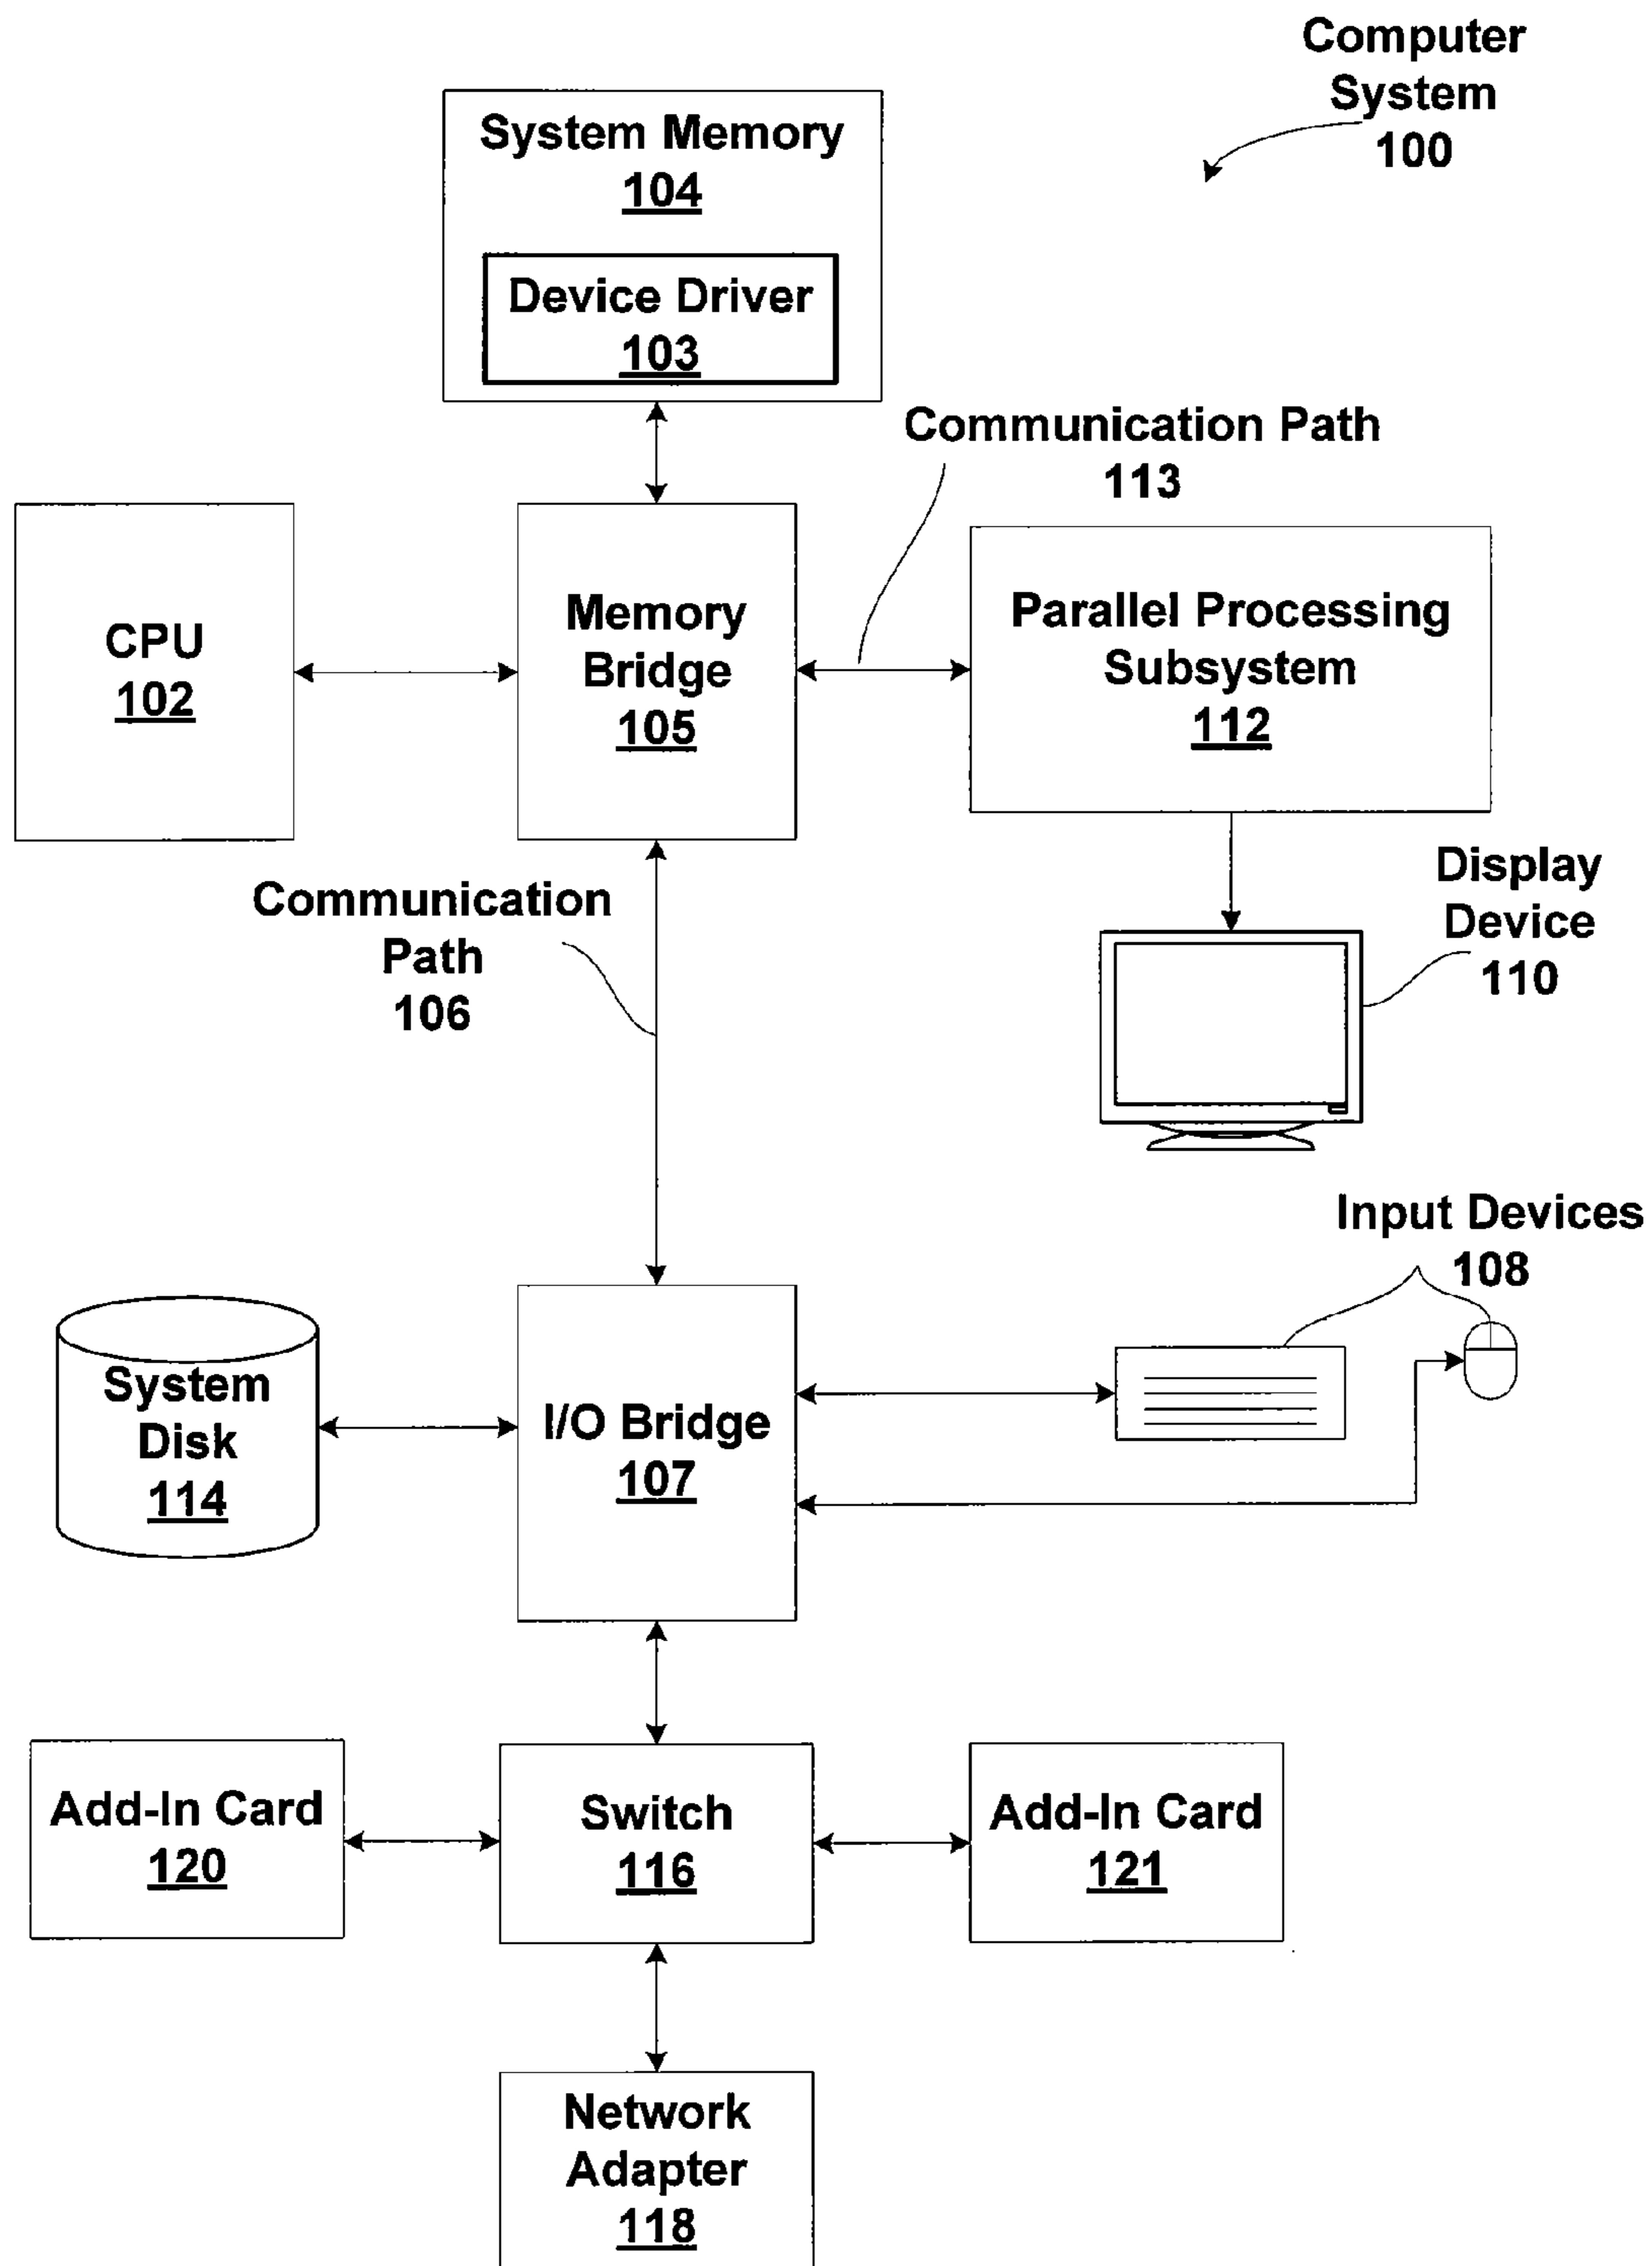 Computer
System
100
System Memory
104
Device Driver
103
Communication Path
113
CPU
102
Memory
Bridge
105
Parallel Processing
Subsystem
112
Communication
Path
106
Display
Device
110
Input Devices
108
System
Disk
114
I/O Bridge
107
Add-In Card
120
Switch
116
Add-In Card
121
Network
Adapter
118